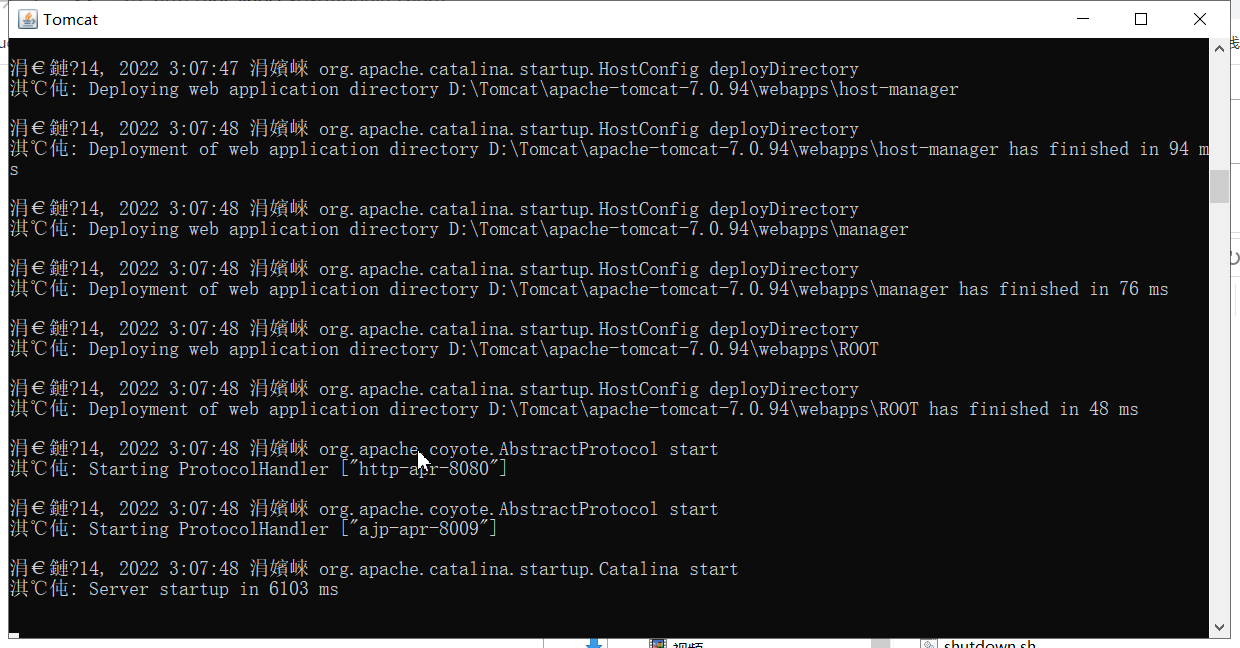 Tomcat
涓€鏈?14, 2022 3:07:47 涓嬪崍 org.apache.catalina.startup.HostConfig deployDirectory
淇℃伅: Deploying web application directory D:\Tomcat\apache-tomcat-7.0.94\webapps\host-manager
涓€鏈?14, 2022 3:07:48 涓嬪崍 org.apache.catalina.startup.HostConfig deployDirectory
淇℃伅: Deployment of web application directory D:\Tomcat\apache-tomcat-7.0.94\webapps\host-manager has finished in 94 m
s
涓€鏈?14, 2022 3:07:48 涓嬪崍 org.apache.catalina.startup.HostConfig deployDirectory
淇℃伅: Deploying web application directory D:\Tomcat\apache-tomcat-7.0.94\webapps\manager
涓€鏈?14, 2022 3:07:48 涓嬪崍 org.apache.catalina.startup.HostConfig deployDirectory
淇℃伅: Deployment of web application directory D:\Tomcat\apache-tomcat-7.0.94\webapps\manager has finished in 76 ms
涓€鏈?14, 2022 3:07:48 涓嬪崍 org.apache.catalina.startup.HostConfig deployDirectory
淇℃伅: Deploying web application directory D:\Tomcat\apache-tomcat-7.0.94\webapps\ROOT
涓€鏈?14, 2022 3:07:48 涓嬪崍 org.apache.catalina.startup.HostConfig deployDirectory
淇℃伅: Deployment of web application directory D:\Tomcat\apache-tomcat-7.0.94\webapps\ROOT has finished in 48 ms
涓€鏈?14, 2022 3:07:48 涓嬪崍 org.apache.coyote.AbstractProtocol start
淇℃伅: Starting ProtocolHandler ["http-apr-8080"]
涓€鏈?14, 2022 3:07:48 涓嬪崍 org.apache.coyote.AbstractProtocol start
淇℃伅: Starting ProtocolHandler ["ajp-apr-8009"]
涓€鏈?14, 2022 3:07:48 涓嬪崍 org.apache.catalina.startup.Catalina start
淇℃伅: Server startup in 6103 ms
视频
shutdown.sh